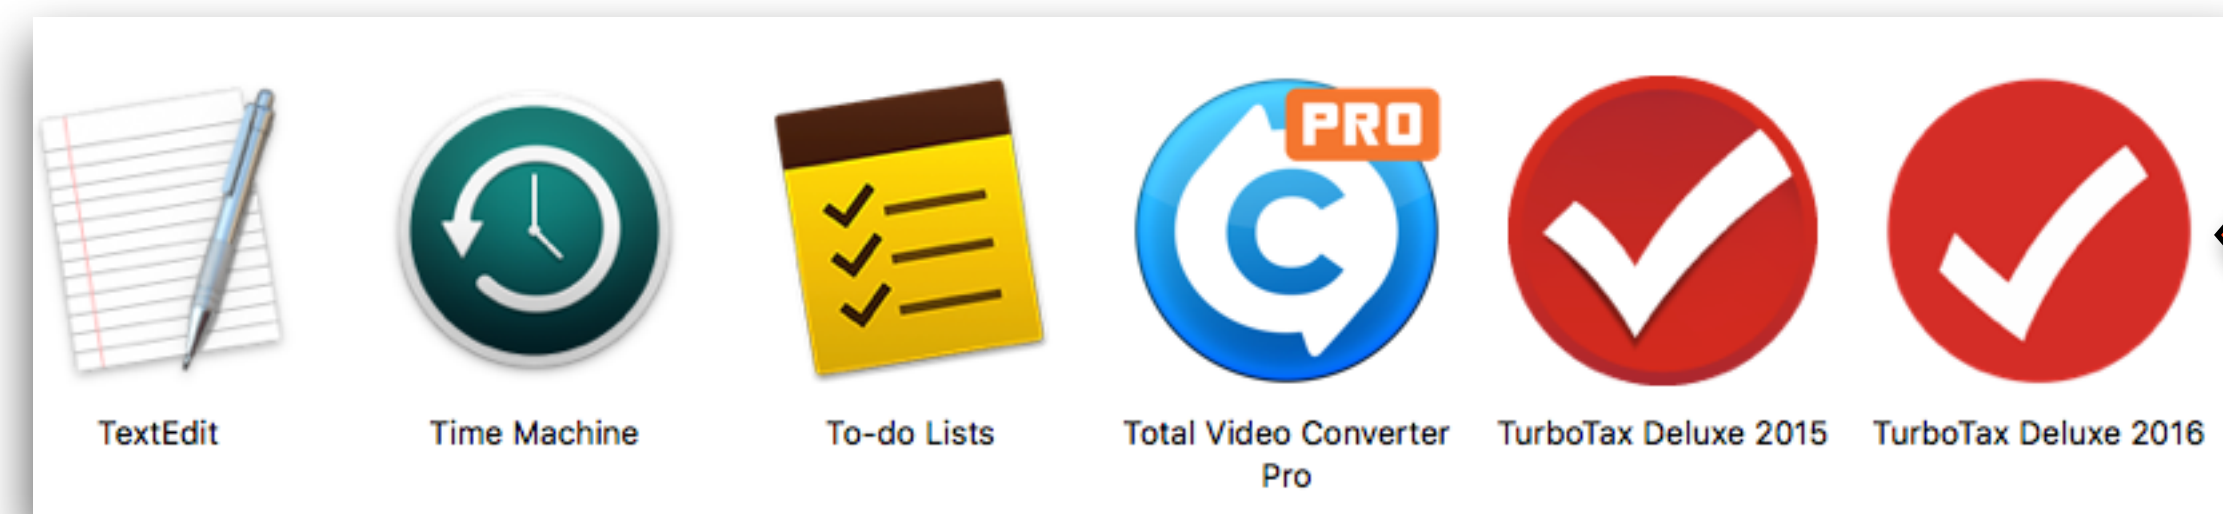 PRO
C
TextEdit
Time Machine
To-do Lists
Total Video Converter
Pro
TurboTax Deluxe 2015
TurboTax Deluxe 2016